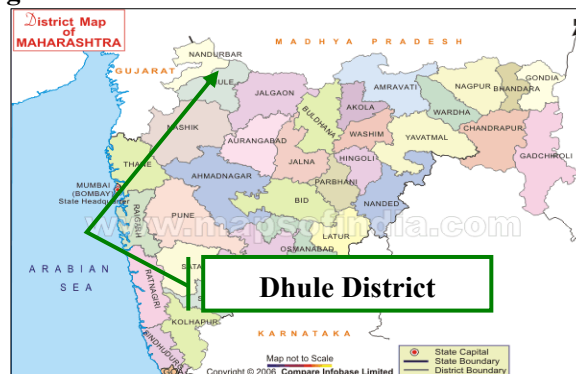 District Map
of
MAHARASHTRA
MADHYA PRADESH
NANDURBAR
GUJARAT
JALGAON
AMRAVATI
NAGPUR
BHANDARA
GONDIA
BULDHANA
AKOLA
WARDHA
NASHIK
AURANGABAD
WASHIM
YAVATMAL
CHANDRAPUR
GADCHIROLI
THANE
JALNA
HINGOLI
AHMADNAGAR
PARBHANI
MUMBAI
(BOMBAY)
State Headquarter
BID
NANDED
PUNE
RAIGARH
www.mapsofindia.com
LATUR
OSMANABAD
ARABIAN
SEA
RATNAGIRI
Dhule District
KOLHAPUR
KARNATAKA
SINDHUDURG
Map not to Scale
Copyright © 2006, Compare Infobase Limited
State Capital
State Boundary
District Boundary